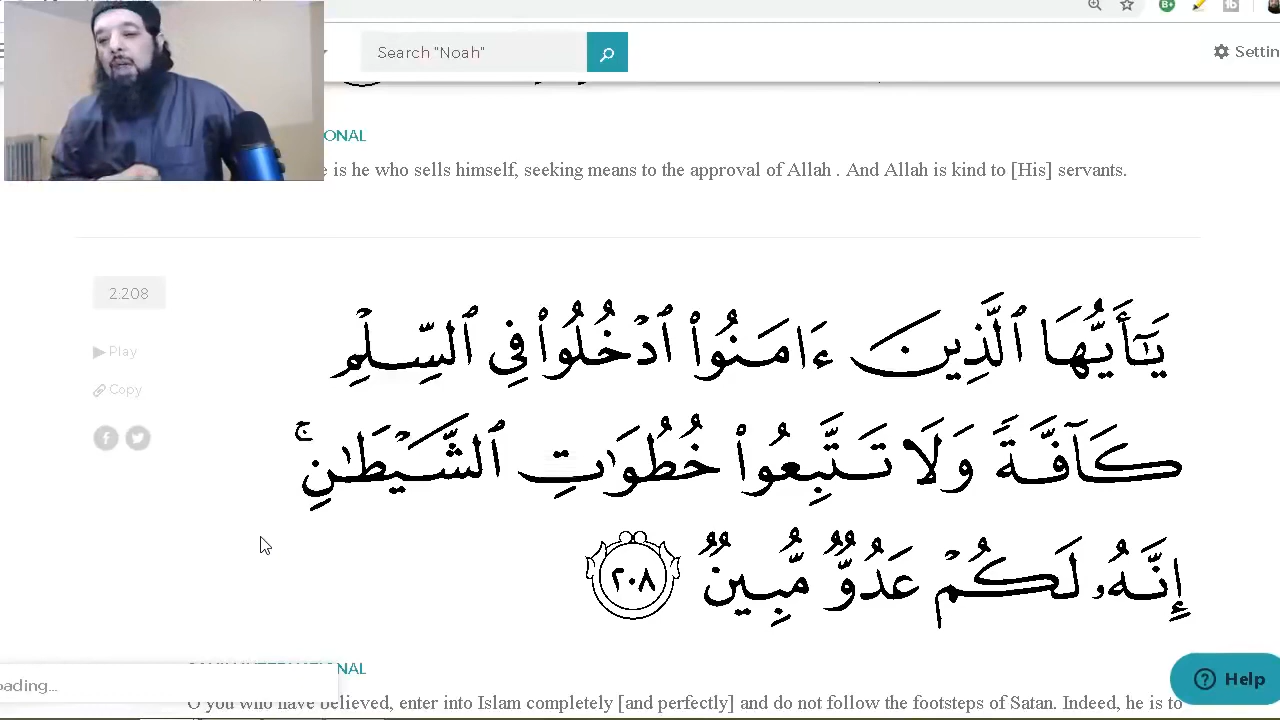 Search "Noah"
Settin
ONAL
is he who sells himself, seeking means to the approval of Allah . And Allah is kind to [His] servants.
2:208
يَٰٓأَيُّهَا ٱلَّذِينَ ءَامَنُوا۟ ٱدْخُلُوا۟ فِى ٱلسِّلْمِ
Play
كَآفَّةً وَلَا تَتَّبِعُوا۟ خُطُوَٰتِ ٱلشَّيْطَٰنِ ۚ
Copy
إِنَّهُۥ لَكُمْ عَدُوٌّ مُّبِينٌ ٢٠٨
NAL
oading...
Help
O you who have believed, enter into Islam completely [and perfectly] and do not follow the footsteps of Satan. Indeed, he is to